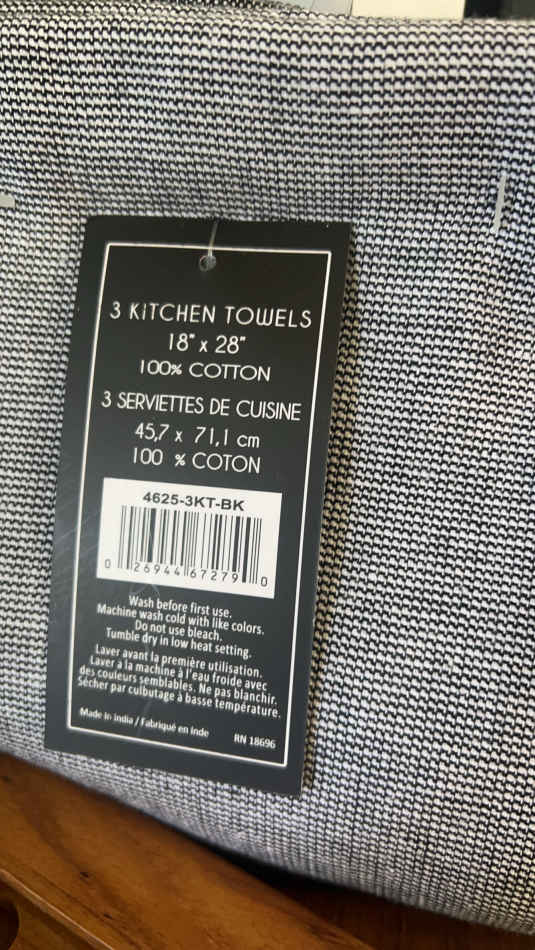 3 KITCHEN TOWELS
18" x 28"
100% COTTON
3 SERVIETTES DE CUISINE
45,7 x 71,1 cm
100 % COTON
4625-3KT-BK
0 26944 67279 0
Wash before first use.
Machine wash cold with like colors.
Do not use bleach.
Tumble dry in low heat setting.
Laver avant la première utilisation.
Laver à la machine à l'eau froide avec
des couleurs semblables. Ne pas blanchir.
Sécher par culbutage à basse température.
Made in India / Fabriqué en Inde
RN 18696